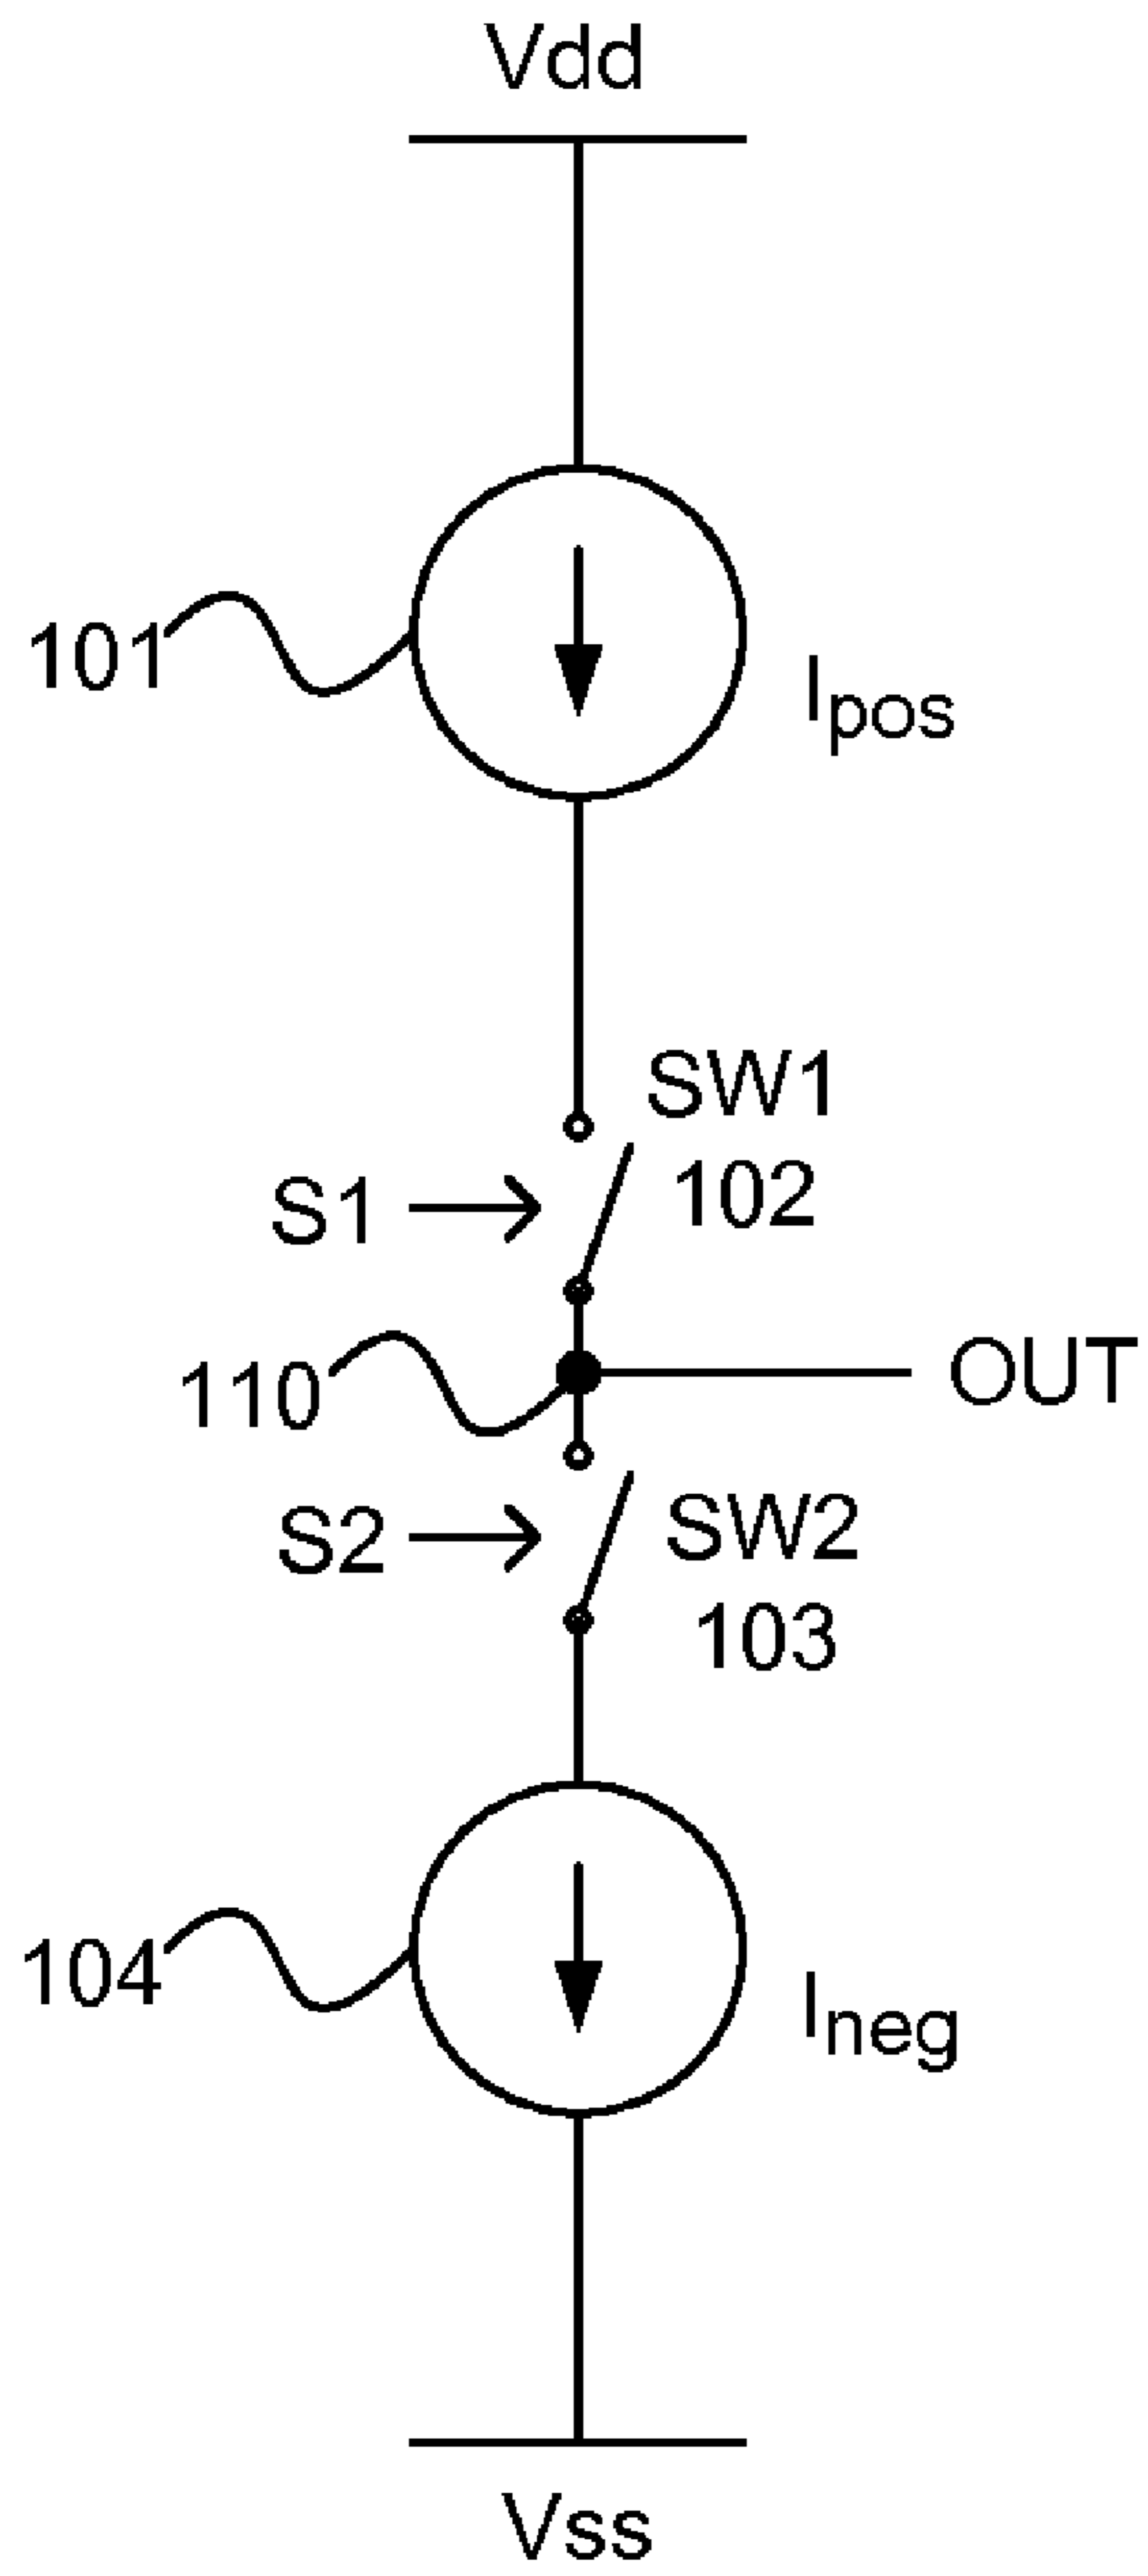 Vdd
101
Ipos
SW1
102
S1
110
OUT
S2
SW2
103
104
Ineg
Vss